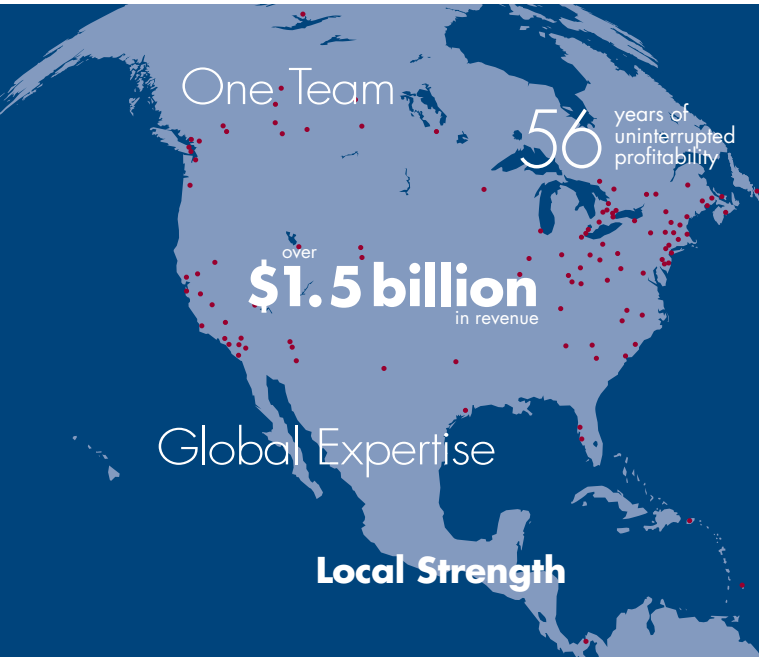 One Team
56
years of
uninterrupted
profitability
over
$1.5 billion
in revenue
Global Expertise
Local Strength